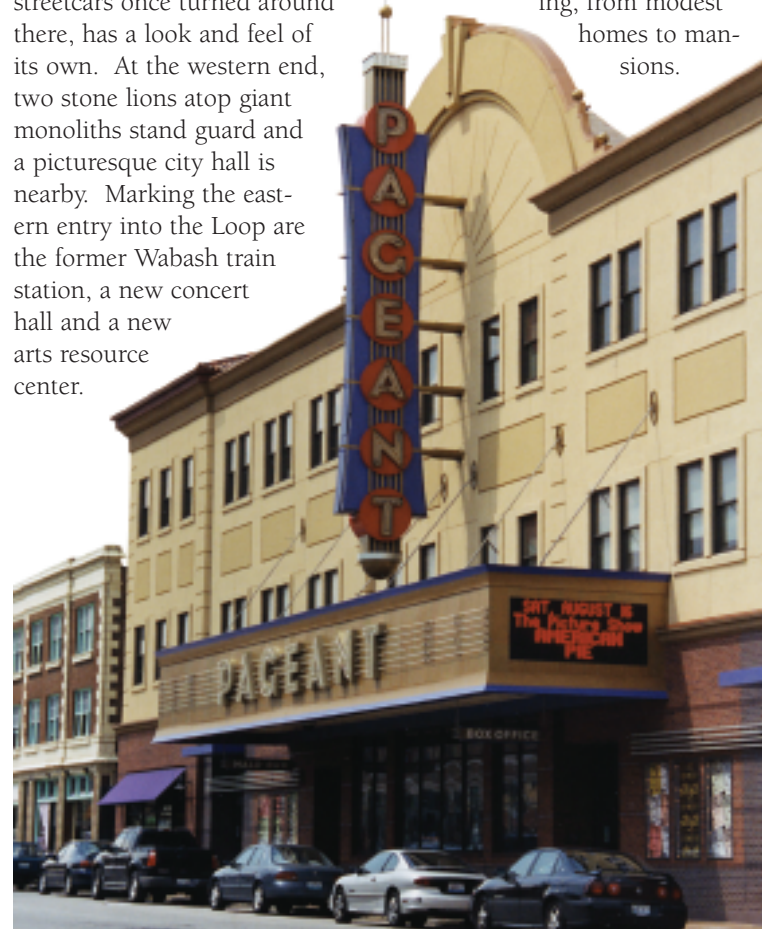 streetcars once turned around
there, has a look and feel of
its own. At the western end,
two stone lions atop giant
monoliths stand guard and
a picturesque city hall is
nearby. Marking the east-
ern entry into the Loop are
the former Wabash train
station, a new concert
hall and a new
arts resource
center.
ing, from modest
homes to man-
sions.
PAGEANT
PAGEANT
SAT, AUGUST 16
The Picture Show
AMERICAN
PIE
BOX OFFICE